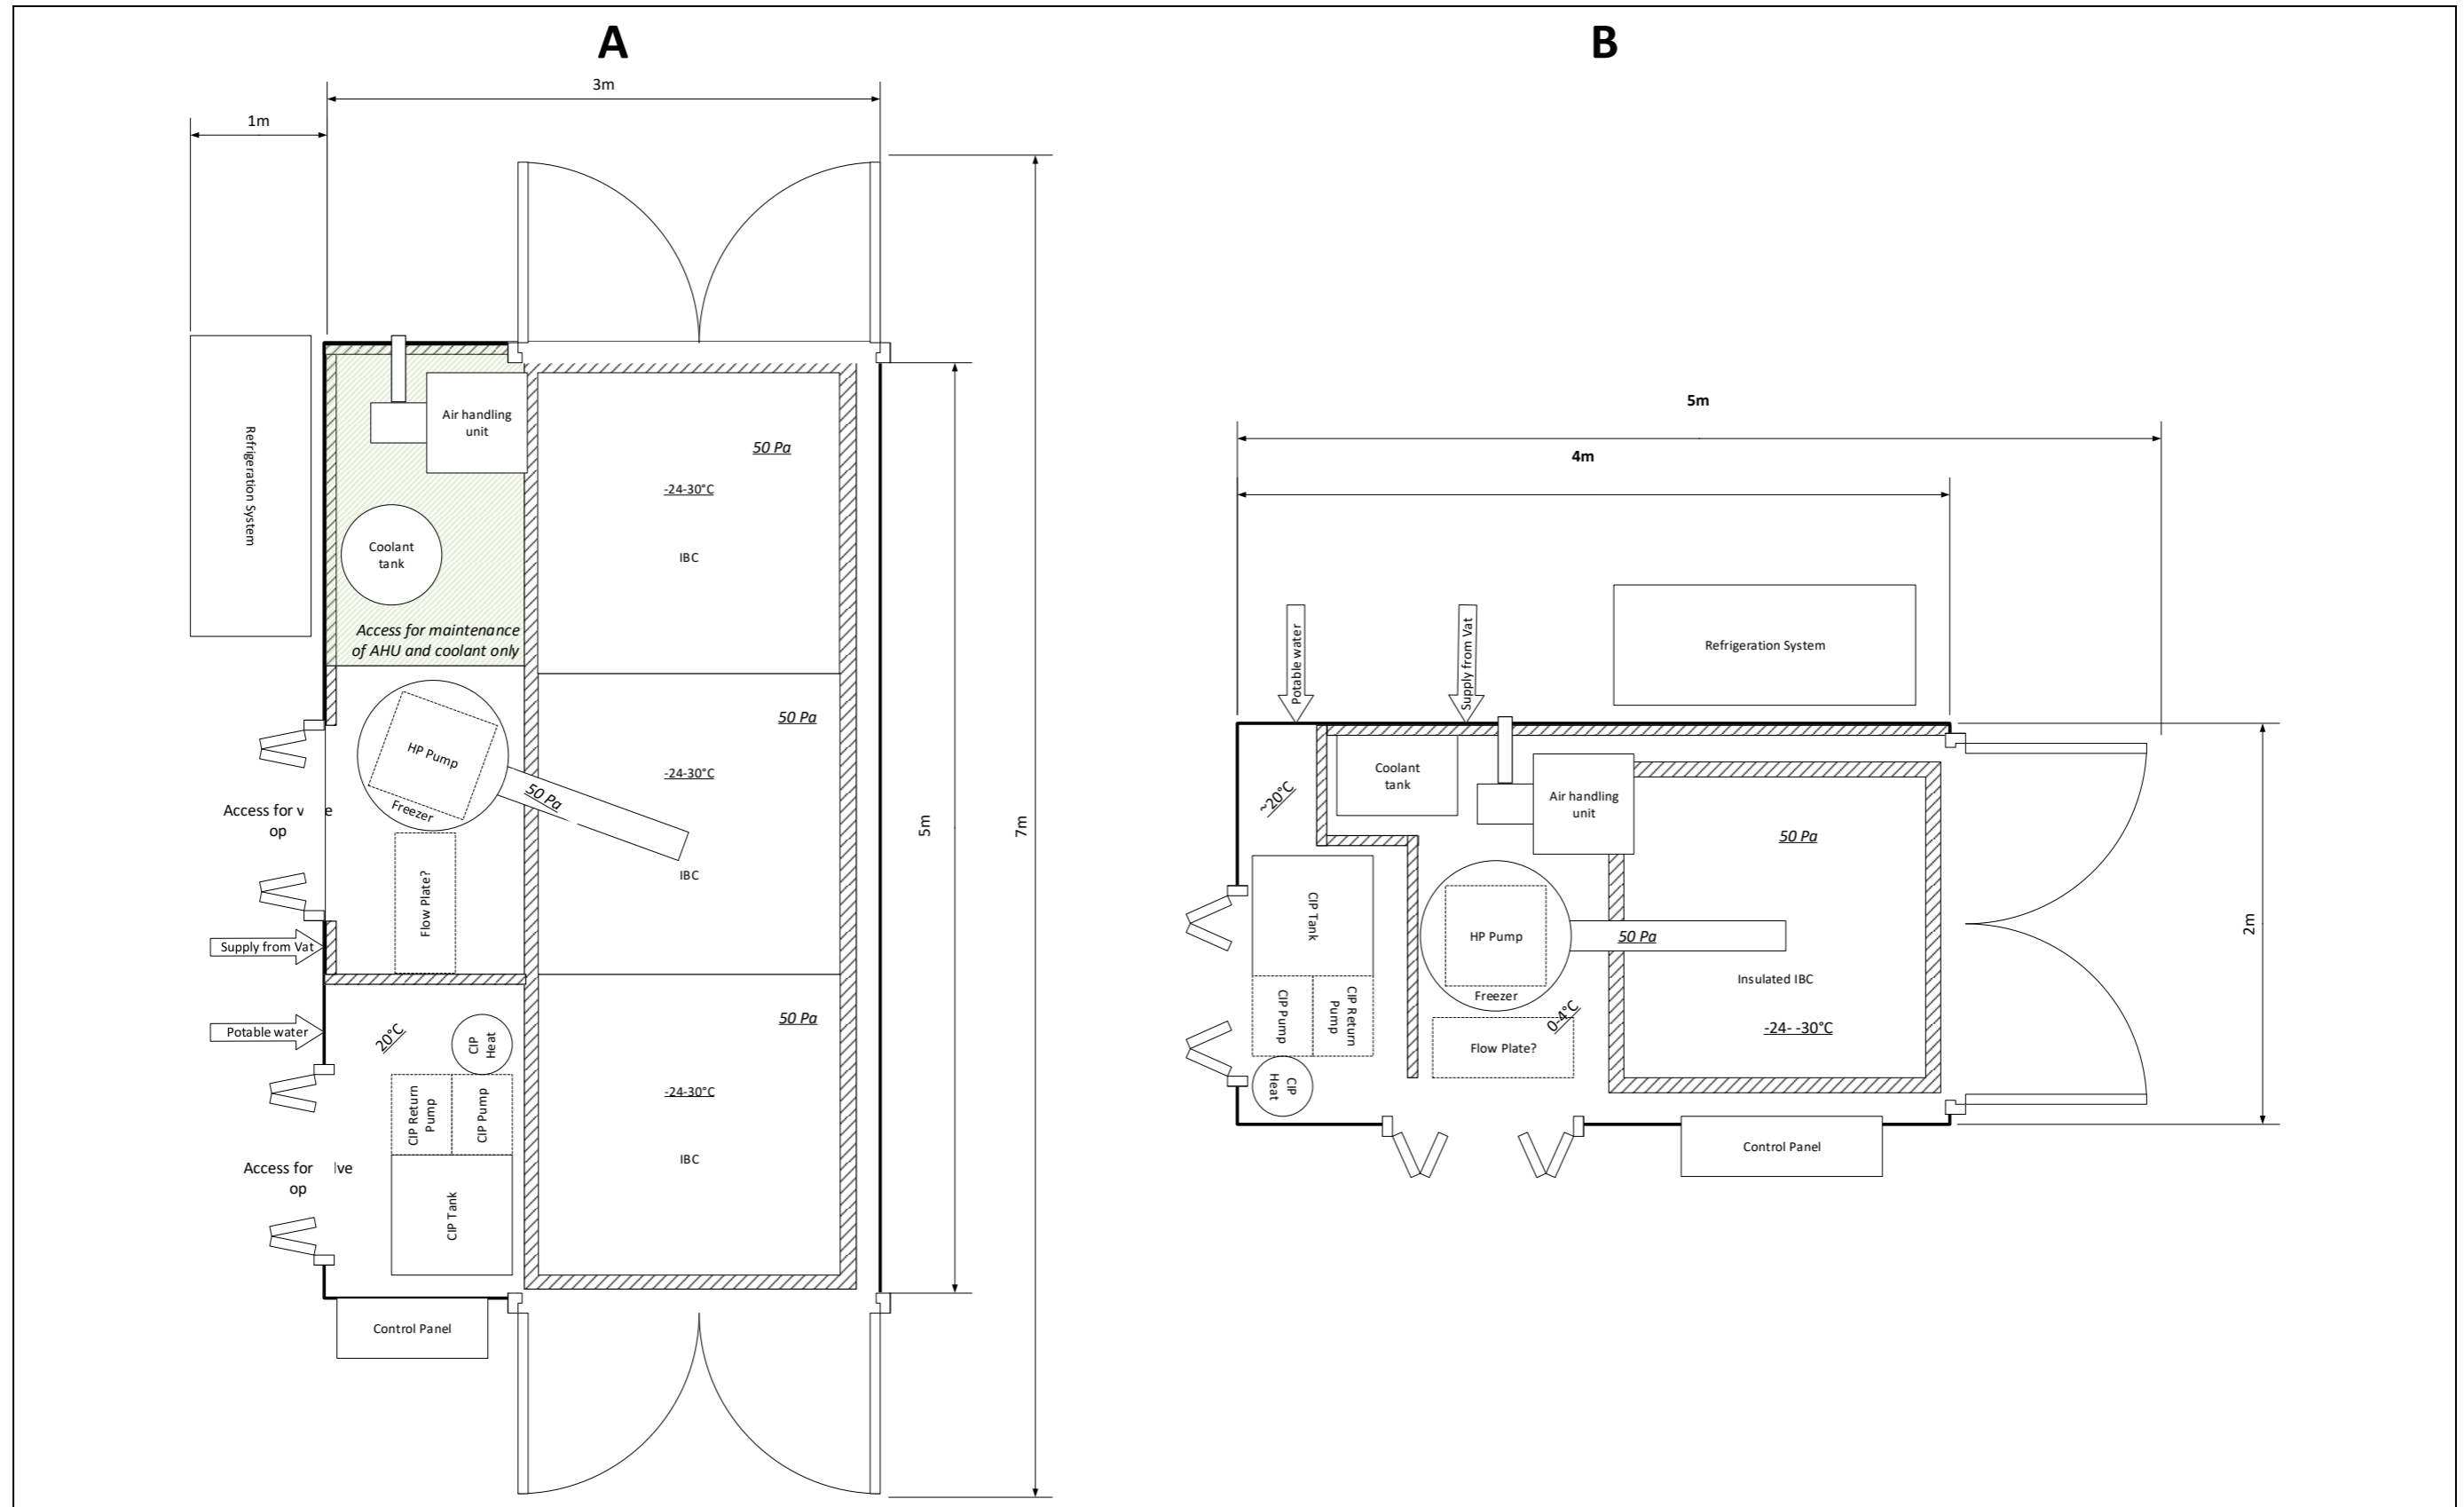 A
B
3m
1m
5m
4m
Air handling
unit
50 Pa
-24-30°C
IBC
Refrigeration System
Coolant
tank
Access for maintenance
of AHU and coolant only
50 Pa
-24-30°C
HP Pump
Freezer
50 Pa
IBC
Access for v e
op
Flow Plate?
Supply from Vat
Potable water
20°C
CIP
Heat
CIP Return
Pump
CIP Pump
CIP Tank
Access for lve
op
50 Pa
-24-30°C
IBC
Control Panel
5m
7m
Potable water
Supply from Vat
Refrigeration System
~20°C
Coolant
tank
Air handling
unit
50 Pa
CIP Tank
HP Pump
Freezer
50 Pa
Insulated IBC
-24- -30°C
0-4°C
CIP Pump
CIP Return
Pump
Flow Plate?
CIP
Heat
Control Panel
2m